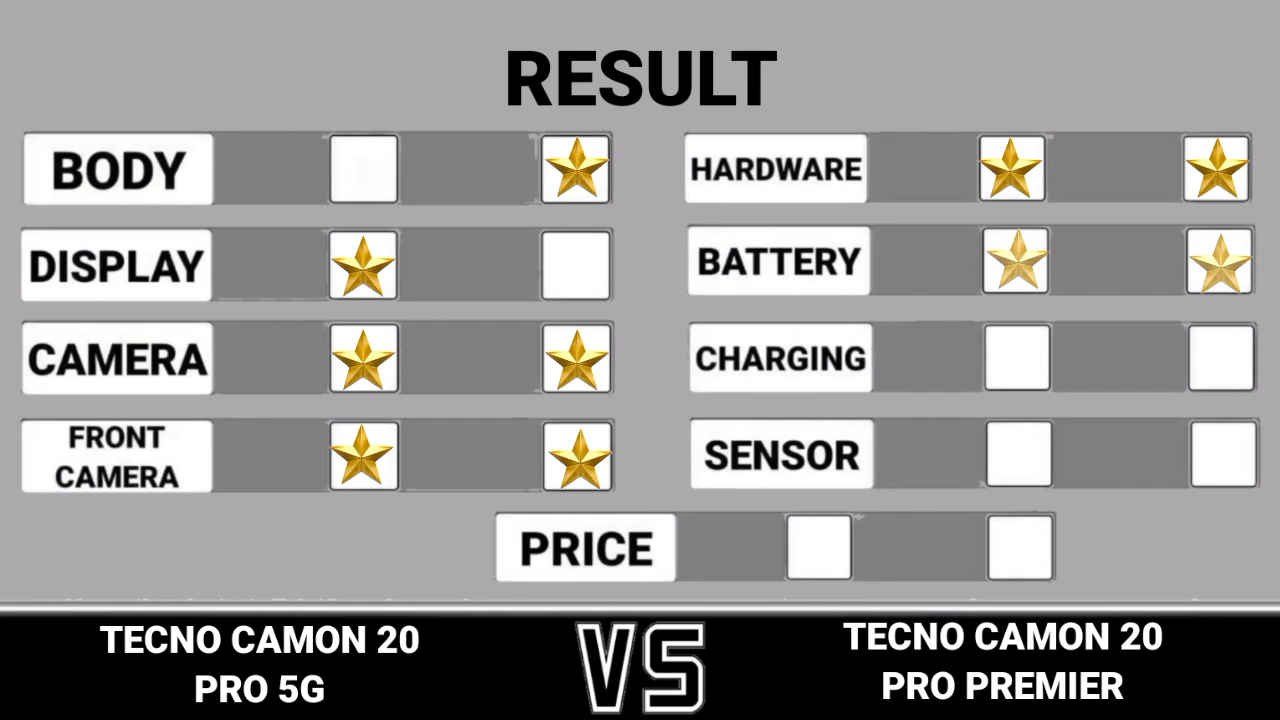 RESULT
BODY
HARDWARE
DISPLAY
BATTERY
CAMERA
CHARGING
FRONT
CAMERA
SENSOR
PRICE
TECNO CAMON 20
PRO 5G
VS
TECNO CAMON 20
PRO PREMIER